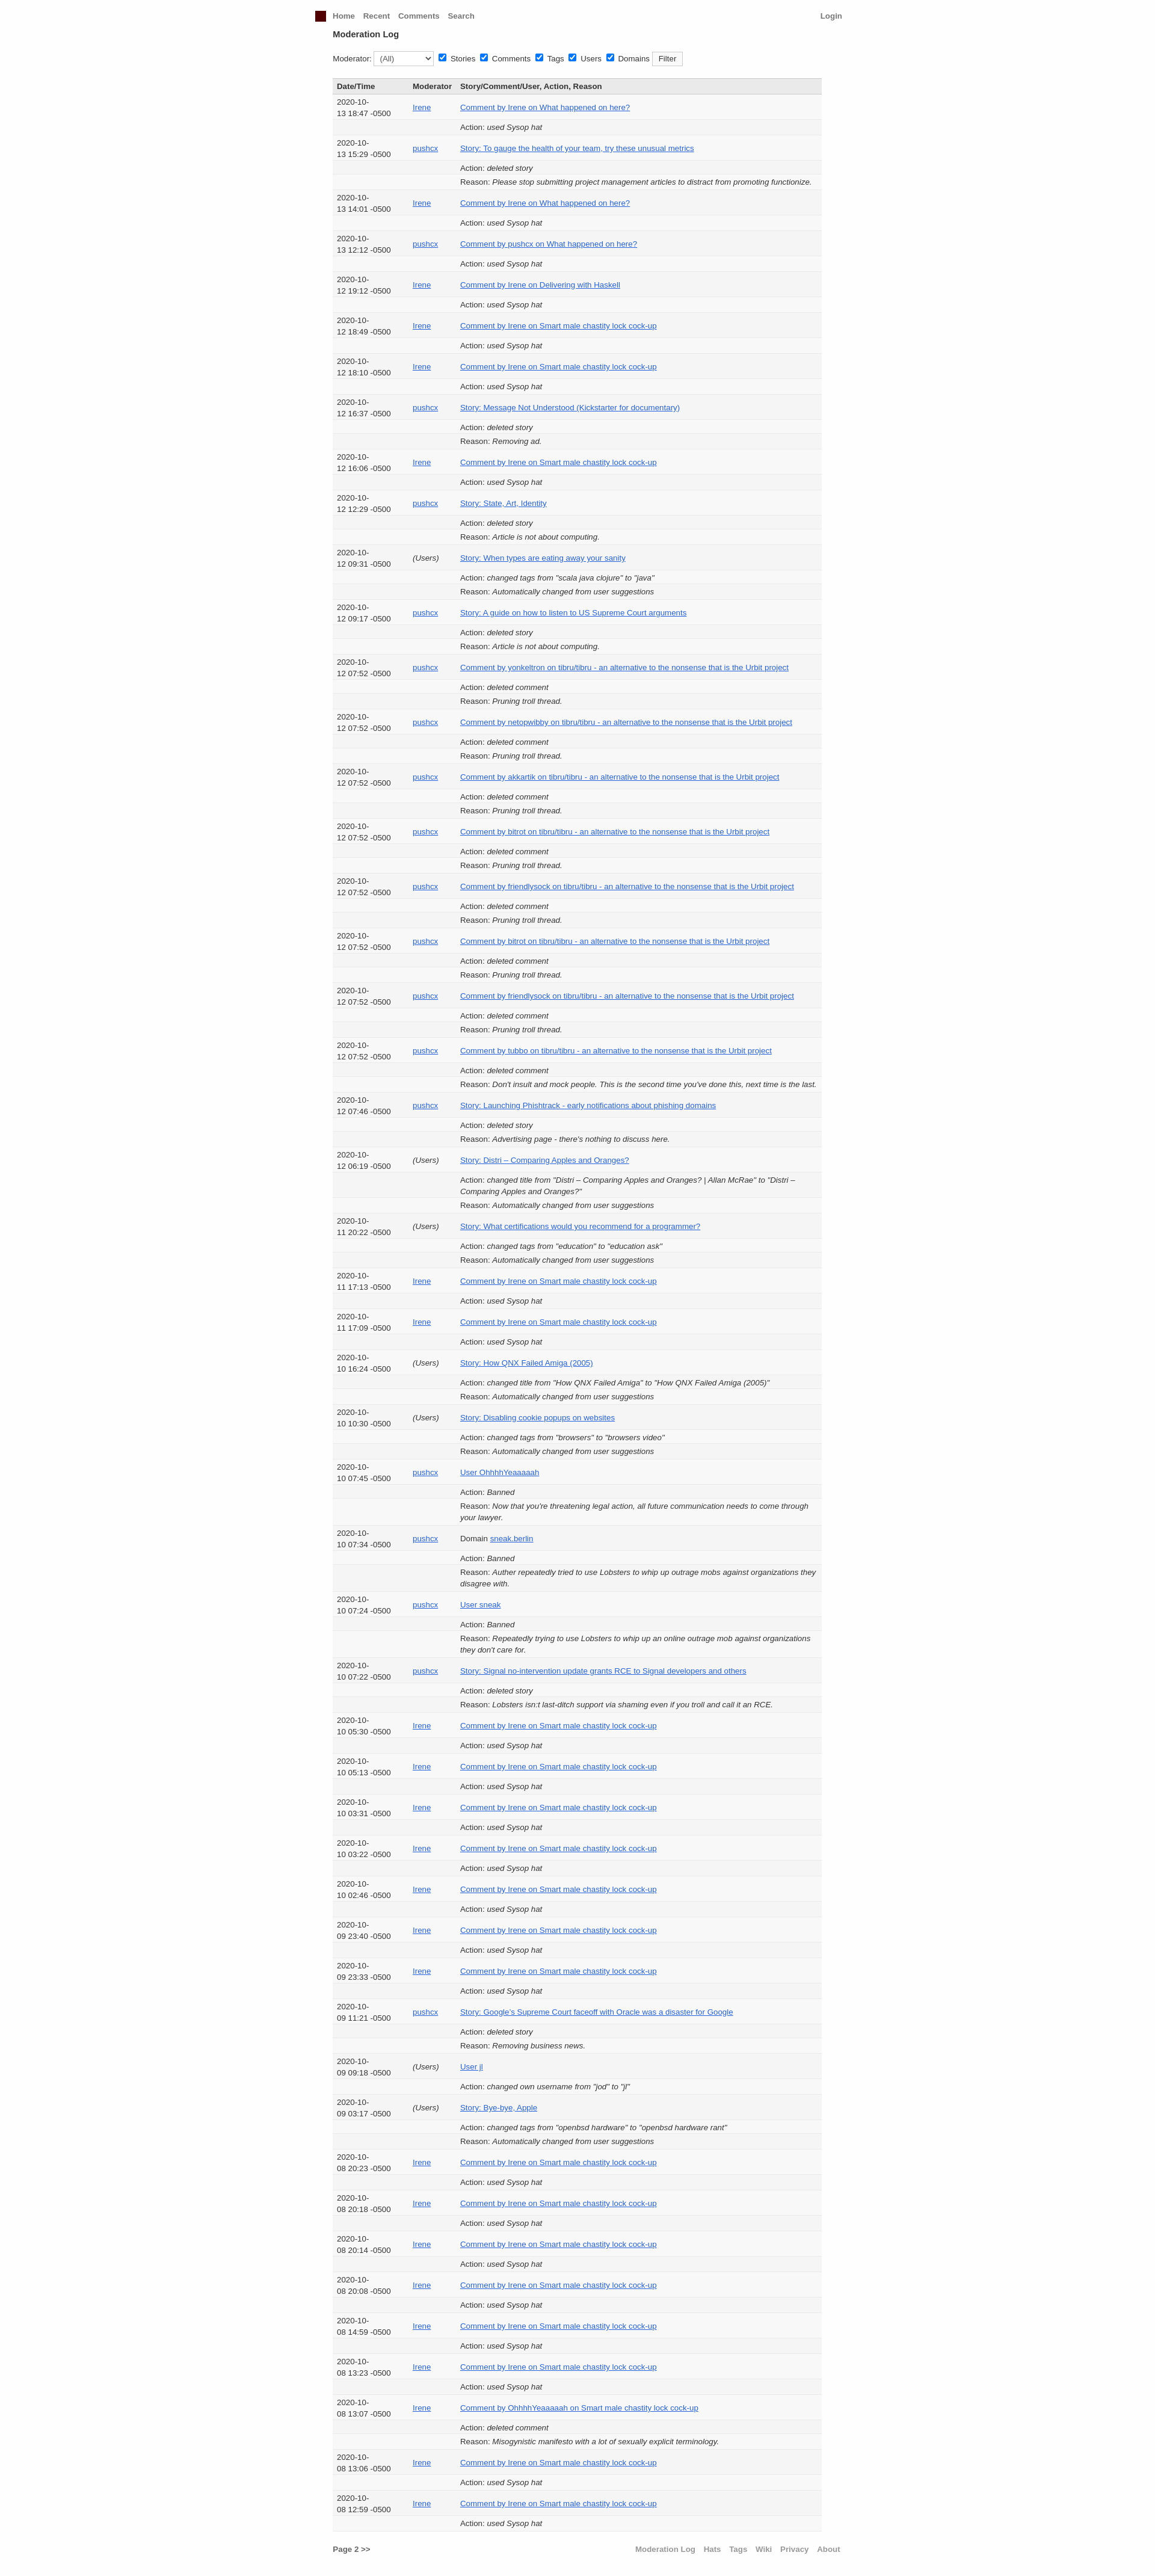 Home Recent Comments Search Login
Moderation Log
Moderator: (All) Stories Comments Tags Users Domains Filter
Date/Time Moderator Story/Comment/User, Action, Reason
2020-10-
13 18:47 -0500 Irene Comment by Irene on What happened on here?
Action: used Sysop hat
2020-10-
13 15:29 -0500 pushcx Story: To gauge the health of your team, try these unusual metrics
Action: deleted story
Reason: Please stop submitting project management articles to distract from promoting functionize.
2020-10-
13 14:01 -0500 Irene Comment by Irene on What happened on here?
Action: used Sysop hat
2020-10-
13 12:12 -0500 pushcx Comment by pushcx on What happened on here?
Action: used Sysop hat
2020-10-
12 19:12 -0500 Irene Comment by Irene on Delivering with Haskell
Action: used Sysop hat
2020-10-
12 18:49 -0500 Irene Comment by Irene on Smart male chastity lock cock-up
Action: used Sysop hat
2020-10-
12 18:10 -0500 Irene Comment by Irene on Smart male chastity lock cock-up
Action: used Sysop hat
2020-10-
12 16:37 -0500 pushcx Story: Message Not Understood (Kickstarter for documentary)
Action: deleted story
Reason: Removing ad.
2020-10-
12 16:06 -0500 Irene Comment by Irene on Smart male chastity lock cock-up
Action: used Sysop hat
2020-10-
12 12:29 -0500 pushcx Story: State, Art, Identity
Action: deleted story
Reason: Article is not about computing.
2020-10-
12 09:31 -0500 (Users) Story: When types are eating away your sanity
Action: changed tags from "scala java clojure" to "java"
Reason: Automatically changed from user suggestions
2020-10-
12 09:17 -0500 pushcx Story: A guide on how to listen to US Supreme Court arguments
Action: deleted story
Reason: Article is not about computing.
2020-10-
12 07:52 -0500 pushcx Comment by yonkeltron on tibru/tibru - an alternative to the nonsense that is the Urbit project
Action: deleted comment
Reason: Pruning troll thread.
2020-10-
12 07:52 -0500 pushcx Comment by netopwibby on tibru/tibru - an alternative to the nonsense that is the Urbit project
Action: deleted comment
Reason: Pruning troll thread.
2020-10-
12 07:52 -0500 pushcx Comment by akkartik on tibru/tibru - an alternative to the nonsense that is the Urbit project
Action: deleted comment
Reason: Pruning troll thread.
2020-10-
12 07:52 -0500 pushcx Comment by bitrot on tibru/tibru - an alternative to the nonsense that is the Urbit project
Action: deleted comment
Reason: Pruning troll thread.
2020-10-
12 07:52 -0500 pushcx Comment by friendlysock on tibru/tibru - an alternative to the nonsense that is the Urbit project
Action: deleted comment
Reason: Pruning troll thread.
2020-10-
12 07:52 -0500 pushcx Comment by bitrot on tibru/tibru - an alternative to the nonsense that is the Urbit project
Action: deleted comment
Reason: Pruning troll thread.
2020-10-
12 07:52 -0500 pushcx Comment by friendlysock on tibru/tibru - an alternative to the nonsense that is the Urbit project
Action: deleted comment
Reason: Pruning troll thread.
2020-10-
12 07:52 -0500 pushcx Comment by tubbo on tibru/tibru - an alternative to the nonsense that is the Urbit project
Action: deleted comment
Reason: Don't insult and mock people. This is the second time you've done this, next time is the last.
2020-10-
12 07:46 -0500 pushcx Story: Launching Phishtrack - early notifications about phishing domains
Action: deleted story
Reason: Advertising page - there's nothing to discuss here.
2020-10-
12 06:19 -0500 (Users) Story: Distri – Comparing Apples and Oranges?
Action: changed title from "Distri – Comparing Apples and Oranges? | Allan McRae" to "Distri –
Comparing Apples and Oranges?"
Reason: Automatically changed from user suggestions
2020-10-
11 20:22 -0500 (Users) Story: What certifications would you recommend for a programmer?
Action: changed tags from "education" to "education ask"
Reason: Automatically changed from user suggestions
2020-10-
11 17:13 -0500 Irene Comment by Irene on Smart male chastity lock cock-up
Action: used Sysop hat
2020-10-
11 17:09 -0500 Irene Comment by Irene on Smart male chastity lock cock-up
Action: used Sysop hat
2020-10-
10 16:24 -0500 (Users) Story: How QNX Failed Amiga (2005)
Action: changed title from "How QNX Failed Amiga" to "How QNX Failed Amiga (2005)"
Reason: Automatically changed from user suggestions
2020-10-
10 10:30 -0500 (Users) Story: Disabling cookie popups on websites
Action: changed tags from "browsers" to "browsers video"
Reason: Automatically changed from user suggestions
2020-10-
10 07:45 -0500 pushcx User OhhhhYeaaaaah
Action: Banned
Reason: Now that you're threatening legal action, all future communication needs to come through
your lawyer.
2020-10-
10 07:34 -0500 pushcx Domain sneak.berlin
Action: Banned
Reason: Auther repeatedly tried to use Lobsters to whip up outrage mobs against organizations they
disagree with.
2020-10-
10 07:24 -0500 pushcx User sneak
Action: Banned
Reason: Repeatedly trying to use Lobsters to whip up an online outrage mob against organizations
they don't care for.
2020-10-
10 07:22 -0500 pushcx Story: Signal no-intervention update grants RCE to Signal developers and others
Action: deleted story
Reason: Lobsters isn:t last-ditch support via shaming even if you troll and call it an RCE.
2020-10-
10 05:30 -0500 Irene Comment by Irene on Smart male chastity lock cock-up
Action: used Sysop hat
2020-10-
10 05:13 -0500 Irene Comment by Irene on Smart male chastity lock cock-up
Action: used Sysop hat
2020-10-
10 03:31 -0500 Irene Comment by Irene on Smart male chastity lock cock-up
Action: used Sysop hat
2020-10-
10 03:22 -0500 Irene Comment by Irene on Smart male chastity lock cock-up
Action: used Sysop hat
2020-10-
10 02:46 -0500 Irene Comment by Irene on Smart male chastity lock cock-up
Action: used Sysop hat
2020-10-
09 23:40 -0500 Irene Comment by Irene on Smart male chastity lock cock-up
Action: used Sysop hat
2020-10-
09 23:33 -0500 Irene Comment by Irene on Smart male chastity lock cock-up
Action: used Sysop hat
2020-10-
09 11:21 -0500 pushcx Story: Google's Supreme Court faceoff with Oracle was a disaster for Google
Action: deleted story
Reason: Removing business news.
2020-10-
09 09:18 -0500 (Users) User jl
Action: changed own username from "jod" to "jl"
2020-10-
09 03:17 -0500 (Users) Story: Bye-bye, Apple
Action: changed tags from "openbsd hardware" to "openbsd hardware rant"
Reason: Automatically changed from user suggestions
2020-10-
08 20:23 -0500 Irene Comment by Irene on Smart male chastity lock cock-up
Action: used Sysop hat
2020-10-
08 20:18 -0500 Irene Comment by Irene on Smart male chastity lock cock-up
Action: used Sysop hat
2020-10-
08 20:14 -0500 Irene Comment by Irene on Smart male chastity lock cock-up
Action: used Sysop hat
2020-10-
08 20:08 -0500 Irene Comment by Irene on Smart male chastity lock cock-up
Action: used Sysop hat
2020-10-
08 14:59 -0500 Irene Comment by Irene on Smart male chastity lock cock-up
Action: used Sysop hat
2020-10-
08 13:23 -0500 Irene Comment by Irene on Smart male chastity lock cock-up
Action: used Sysop hat
2020-10-
08 13:07 -0500 Irene Comment by OhhhhYeaaaaah on Smart male chastity lock cock-up
Action: deleted comment
Reason: Misogynistic manifesto with a lot of sexually explicit terminology.
2020-10-
08 13:06 -0500 Irene Comment by Irene on Smart male chastity lock cock-up
Action: used Sysop hat
2020-10-
08 12:59 -0500 Irene Comment by Irene on Smart male chastity lock cock-up
Action: used Sysop hat
Page 2 >> Moderation Log Hats Tags Wiki Privacy About